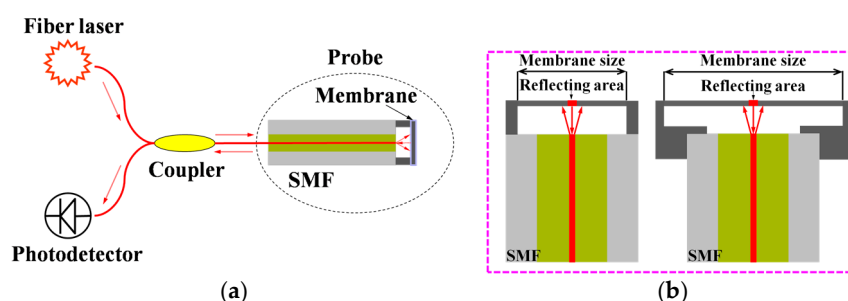 Fiber laser
Probe
Membrane
Coupler
SMF
Photodetector
(a)
Membrane size
Reflecting area
SMF
Membrane size
Reflecting area
SMF
(b)